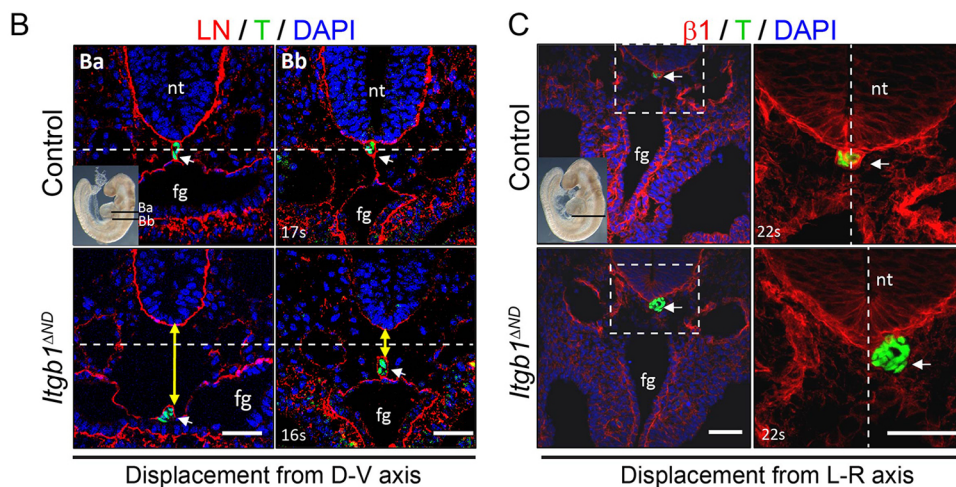 B
LN / T / DAPI
Control
Ba
nt
fg
Ba
Bb
Bb
nt
fg
17s
Itgb1ΔND
fg
fg
16s
Displacement from D-V axis
C
β1 / T / DAPI
Control
fg
nt
22s
Itgb1ΔND
fg
nt
22s
Displacement from L-R axis